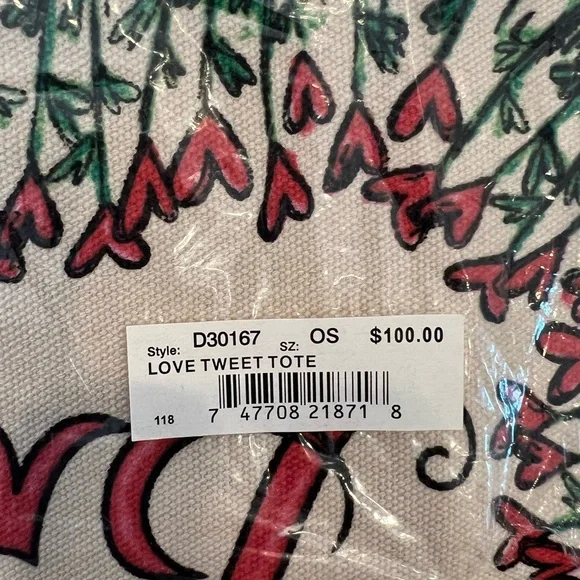 Style: D30167 SZ: OS $100.00
LOVE TWEET TOTE
118 7 47708 21871 8